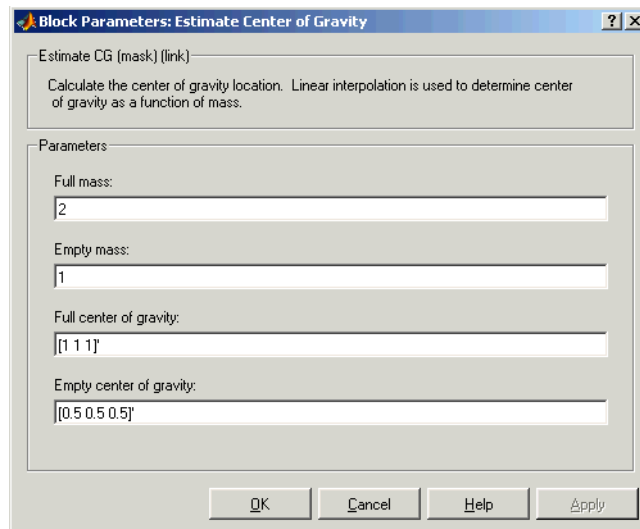 Block Parameters: Estimate Center of Gravity
Estimate CG (mask) (link)
Calculate the center of gravity location. Linear interpolation is used to determine center
of gravity as a function of mass.
Parameters
Full mass:
2
Empty mass:
1
Full center of gravity:
[1 1 1]'
Empty center of gravity:
[0.5 0.5 0.5]'
OK Cancel Help Apply